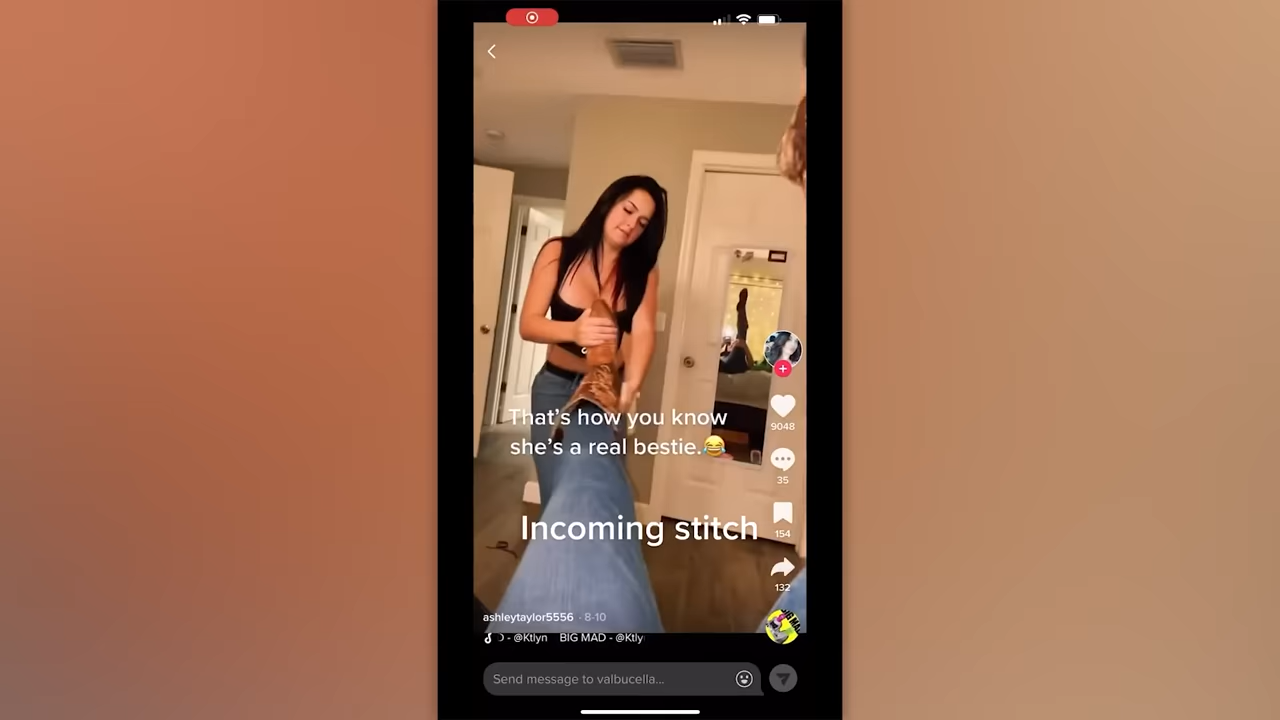 9048
That's how you know
she's a real bestie.😂
35
Incoming stitch
154
132
ashleytaylor5556 · 8-10
- @Ktlyn BIG MAD - @Ktly
Send message to valbucella...